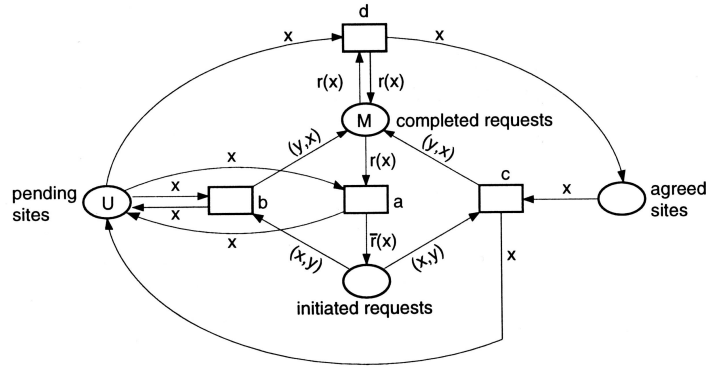 d
x
x
r(x)
r(x)
M
completed requests
(y,x)
(y,x)
x
r(x)
c
pending
sites
U
x
x
b
a
x
agreed
sites
x
r̅(x)
x
(x,y)
(x,y)
initiated requests